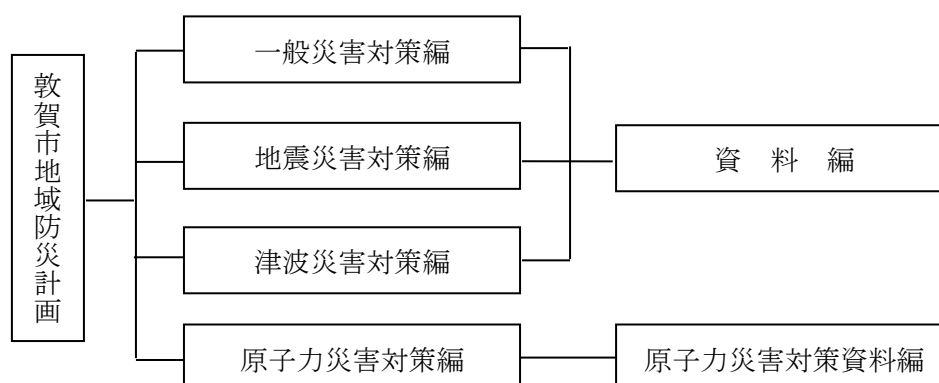 敦賀市地域防災計画
一般災害対策編
地震災害対策編
津波災害対策編
原子力災害対策編
資　料　編
原子力災害対策資料編